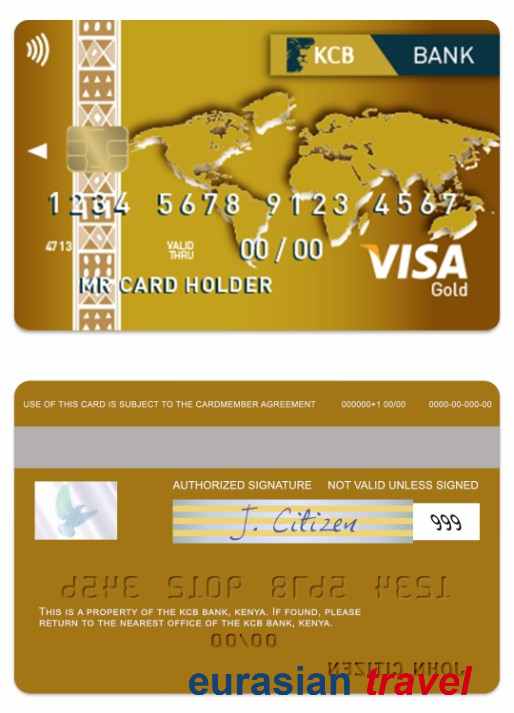 KCB BANK
1234 5678 9123 4567
4713 VALID THRU 00/00
VISA
Gold
MR CARD HOLDER
USE OF THIS CARD IS SUBJECT TO THE CARDMEMBER AGREEMENT 000000+1 00/00 0000-00-000-00
AUTHORIZED SIGNATURE NOT VALID UNLESS SIGNED
J. Citizen 999
THIS IS A PROPERTY OF THE KCB BANK, KENYA. IF FOUND, PLEASE
RETURN TO THE NEAREST OFFICE OF THE KCB BANK, KENYA.
00/00
eurasian travel